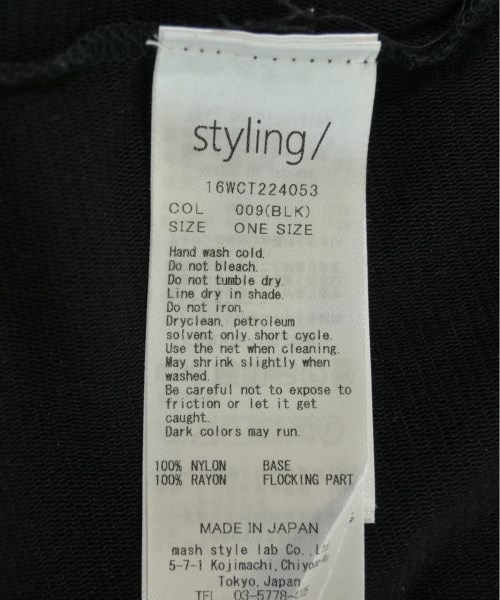 styling/
16WCT224053
COL 009(BLK)
SIZE ONE SIZE
Hand wash cold.
Do not bleach.
Do not tumble dry.
Line dry in shade.
Do not iron.
Dryclean, petroleum
solvent only, short cycle.
Use the net when cleaning.
May shrink slightly when
washed.
Be careful not to expose to
friction or let it get
caught.
Dark colors may run.
100% NYLON BASE
100% RAYON FLOCKING PART
MADE IN JAPAN
mash style lab Co.,
5-7-1 Kojimachi,
Tokyo, Japan
TEL 03-5778-